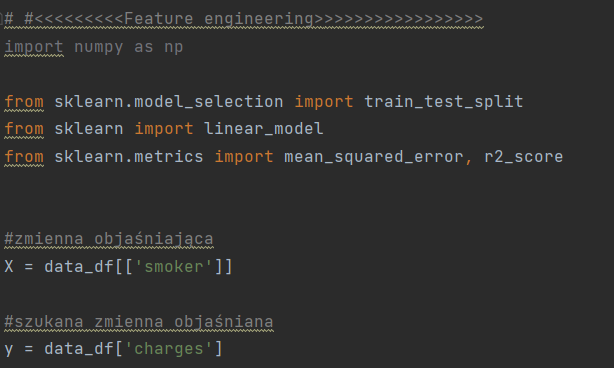 # #<<<<<<<<<Feature engineering>>>>>>>>>>>>>>>>>
import numpy as np
from sklearn.model_selection import train_test_split
from sklearn import linear_model
from sklearn.metrics import mean_squared_error, r2_score
#zmienna objaśniająca
X = data_df[['smoker']]
#szukana zmienna objaśniana
y = data_df['charges']